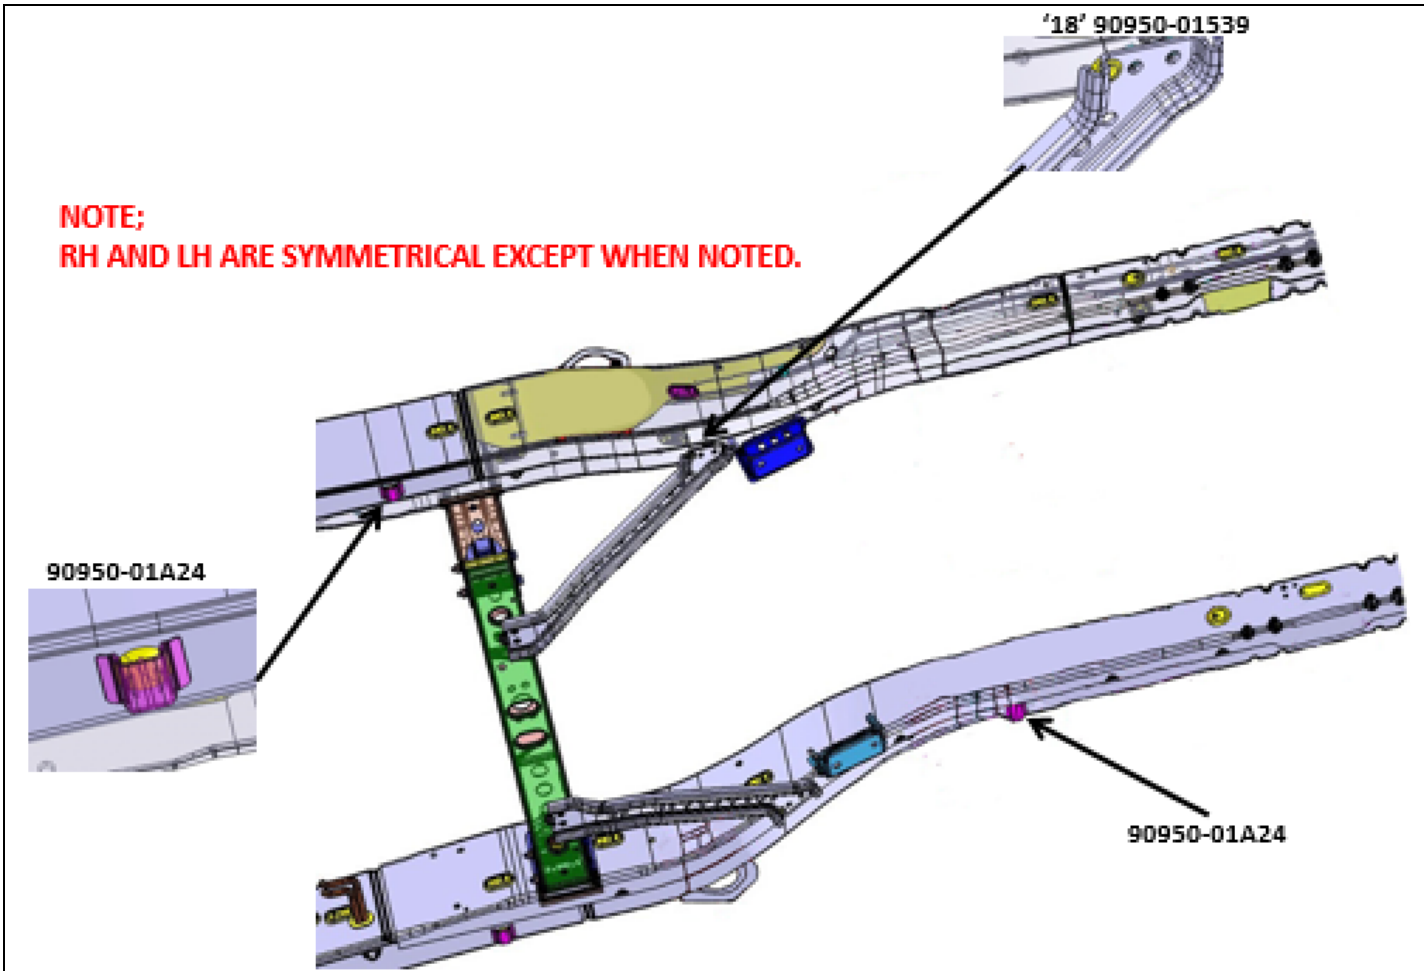 ‘18’ 90950-01539
NOTE;
RH AND LH ARE SYMMETRICAL EXCEPT WHEN NOTED.
90950-01A24
90950-01A24